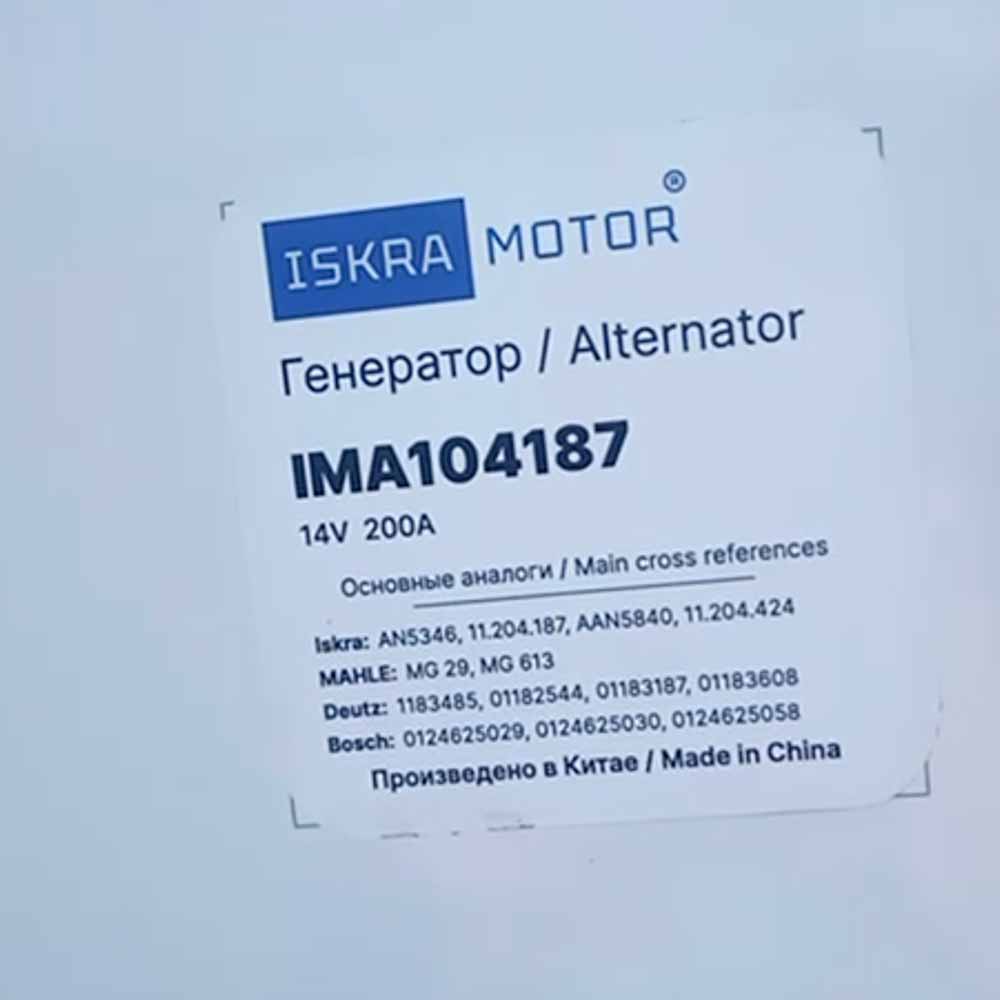 ISKRA MOTOR®
Генератор / Alternator
IMA104187
14V 200A
Основные аналоги / Main cross references
Iskra: AN5346, 11.204.187, AAN5840, 11.204.424
MAHLE: MG 29, MG 613
Deutz: 1183485, 01182544, 01183187, 01183608
Bosch: 0124625029, 0124625030, 0124625058
Произведено в Китае / Made in China